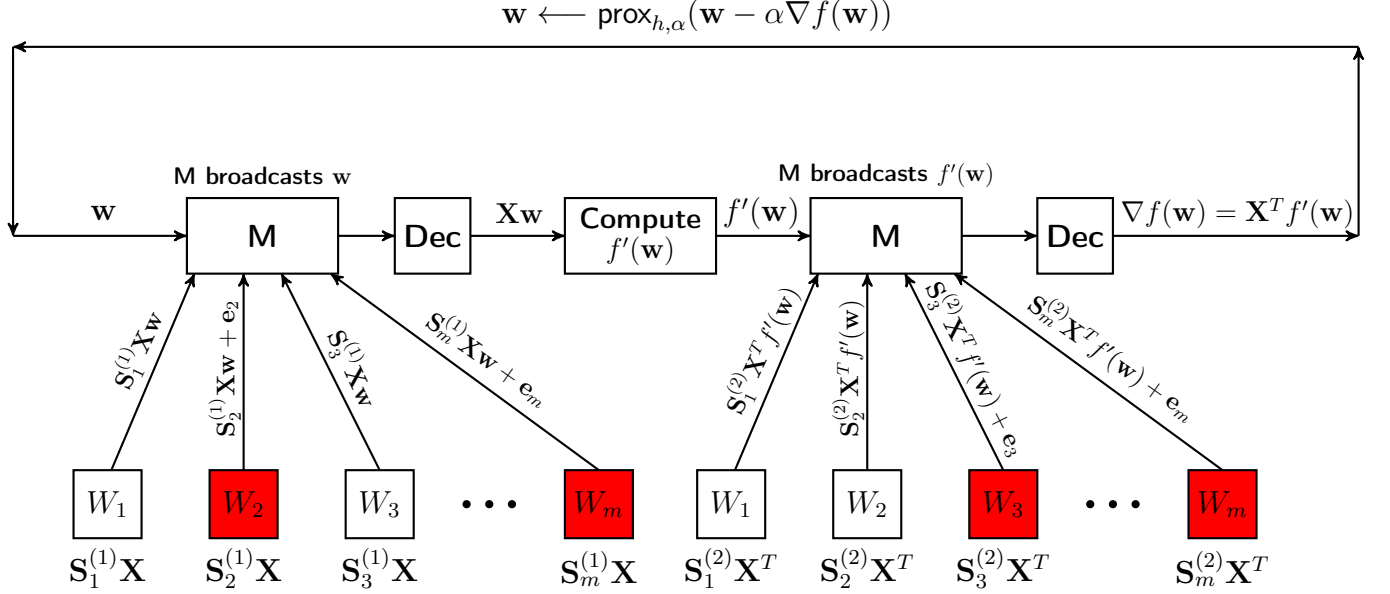 w ⟵ prox_{h,α}(w − α∇f(w))
M broadcasts w
M broadcasts f′(w)
w
M
Dec
Xw
Compute
f′(w)
f′(w)
M
Dec
∇f(w) = X^T f′(w)
S_1^{(1)}Xw
S_2^{(1)}Xw + e_2
S_3^{(1)}Xw
S_m^{(1)}Xw + e_m
S_1^{(2)}X^T f′(w)
S_2^{(2)}X^T f′(w)
S_3^{(2)}X^T f′(w) + e_3
S_m^{(2)}X^T f′(w) + e_m
W_1
W_2
W_3
• • •
W_m
W_1
W_2
W_3
• • •
W_m
S_1^{(1)}X
S_2^{(1)}X
S_3^{(1)}X
S_m^{(1)}X
S_1^{(2)}X^T
S_2^{(2)}X^T
S_3^{(2)}X^T
S_m^{(2)}X^T